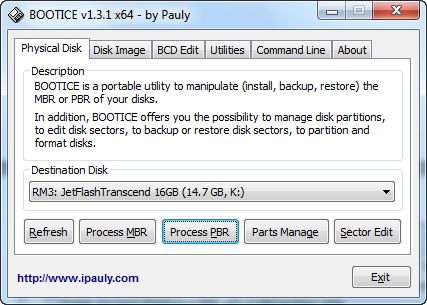 BOOTICE v1.3.1 x64 - by Pauly
Physical Disk Disk Image BCD Edit Utilities Command Line About
Description
BOOTICE is a portable utility to manipulate (install, backup, restore) the
MBR or PBR of your disks.
In addition, BOOTICE offers you the possibility to manage disk partitions,
to edit disk sectors, to backup or restore disk sectors, to partition and
format disks.
Destination Disk
RM3: JetFlashTranscend 16GB (14.7 GB, K:)
Refresh Process MBR Process PBR Parts Manage Sector Edit
http://www.ipauly.com Exit